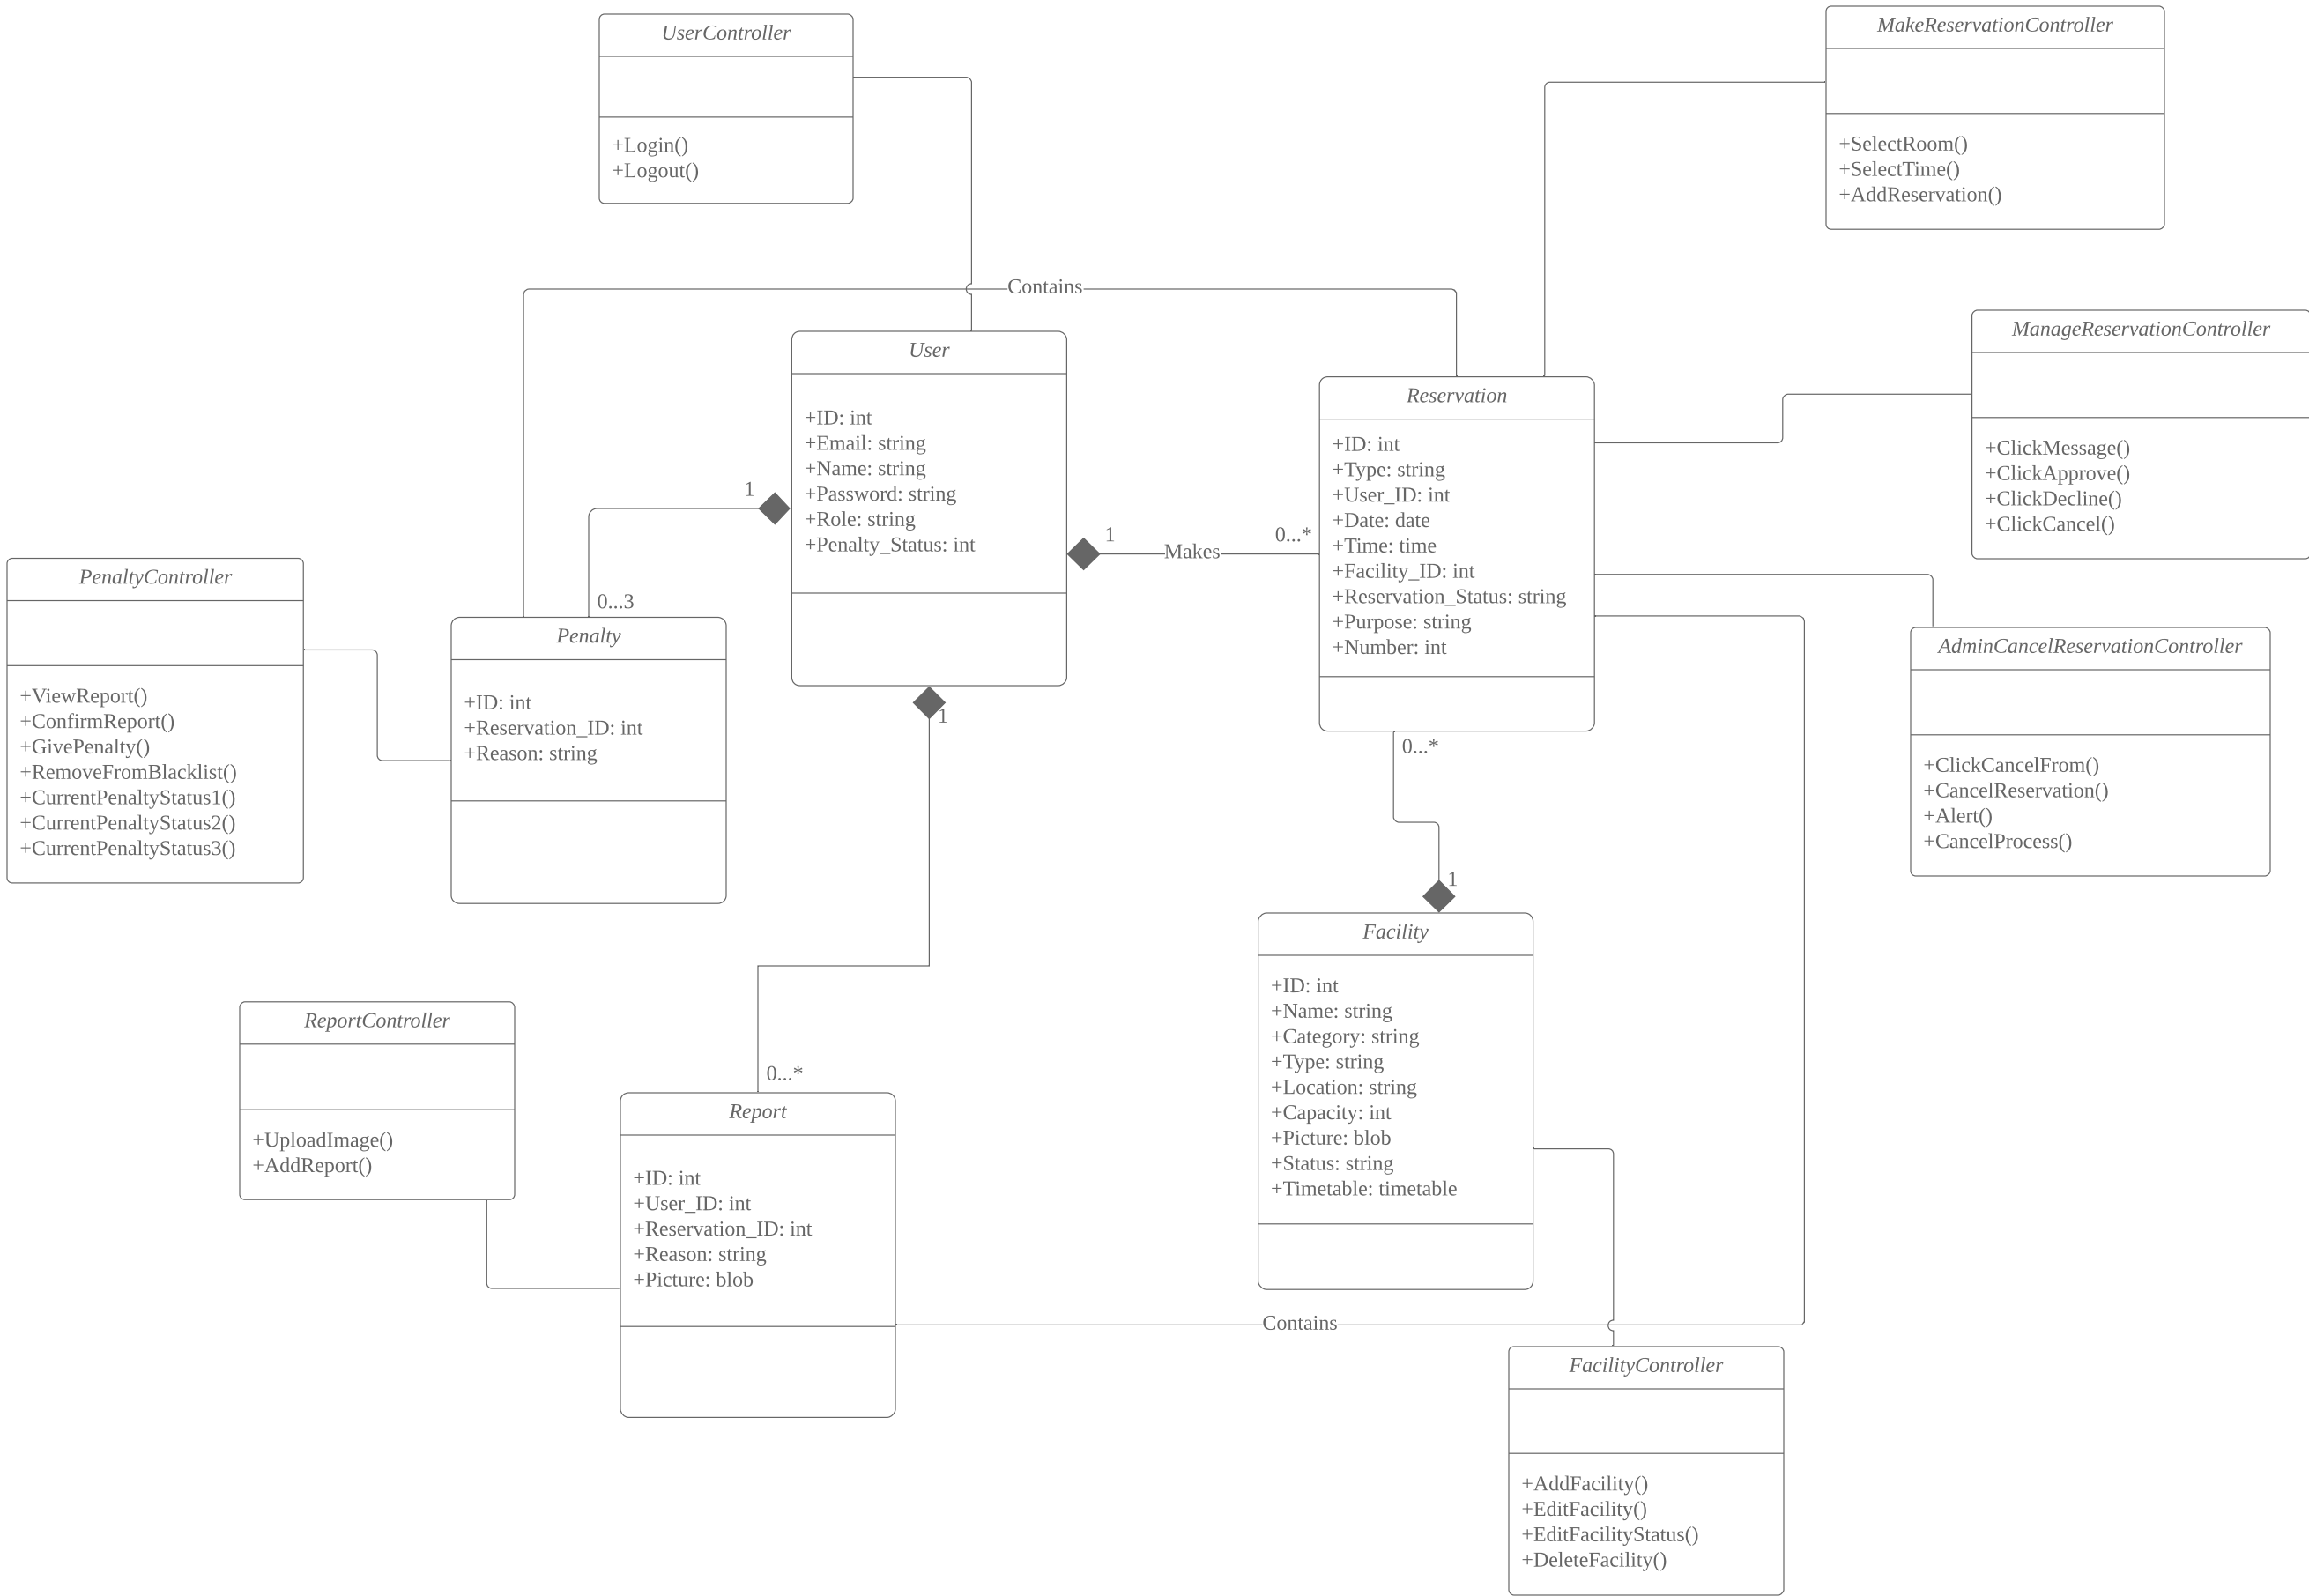 UserController
+Login()
+Logout()
MakeReservationController
+SelectRoom()
+SelectTime()
+AddReservation()
Contains
User
+ID: int
+Email: string
+Name: string
+Password: string
+Role: string
+Penalty_Status: int
1
0...3
1
Makes
0...*
1
Reservation
+ID: int
+Type: string
+User_ID: int
+Date: date
+Time: time
+Facility_ID: int
+Reservation_Status: string
+Purpose: string
+Number: int
0...*
1
ManageReservationController
+ClickMessage()
+ClickApprove()
+ClickDecline()
+ClickCancel()
PenaltyController
+ViewReport()
+ConfirmReport()
+GivePenalty()
+RemoveFromBlacklist()
+CurrentPenaltyStatus1()
+CurrentPenaltyStatus2()
+CurrentPenaltyStatus3()
Penalty
+ID: int
+Reservation_ID: int
+Reason: string
AdminCancelReservationController
+ClickCancelFrom()
+CancelReservation()
+Alert()
+CancelProcess()
Facility
+ID: int
+Name: string
+Category: string
+Type: string
+Location: string
+Capacity: int
+Picture: blob
+Status: string
+Timetable: timetable
ReportController
+UploadImage()
+AddReport()
0...*
Report
+ID: int
+User_ID: int
+Reservation_ID: int
+Reason: string
+Picture: blob
Contains
FacilityController
+AddFacility()
+EditFacility()
+EditFacilityStatus()
+DeleteFacility()